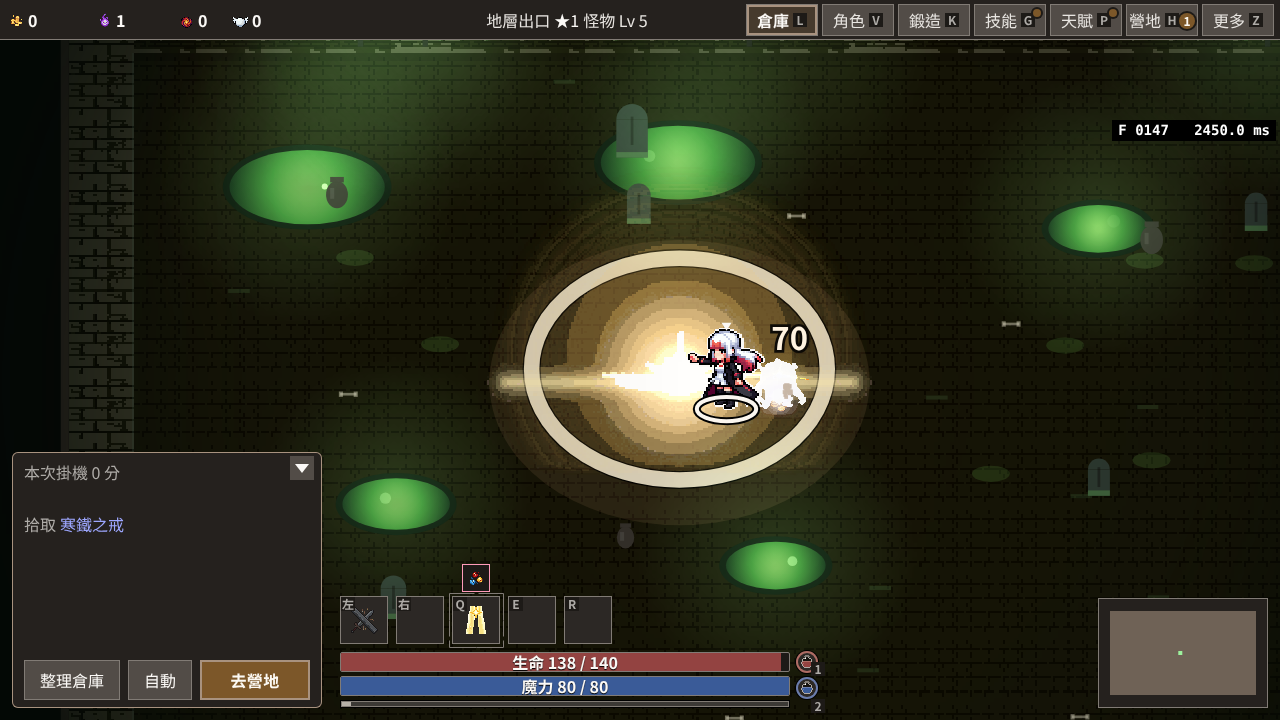 0 1 0 0 地層出口 ★1 怪物 Lv 5 倉庫 L 角色 V 鍛造 K 技能 G 天賦 P 營地 H 1 更多 Z
F 0147 2450.0 ms
70
本次掛機 0 分
拾取 寒鐵之戒
整理倉庫 自動 去營地
左 右 Q E R
生命 138 / 140 1
魔力 80 / 80 2